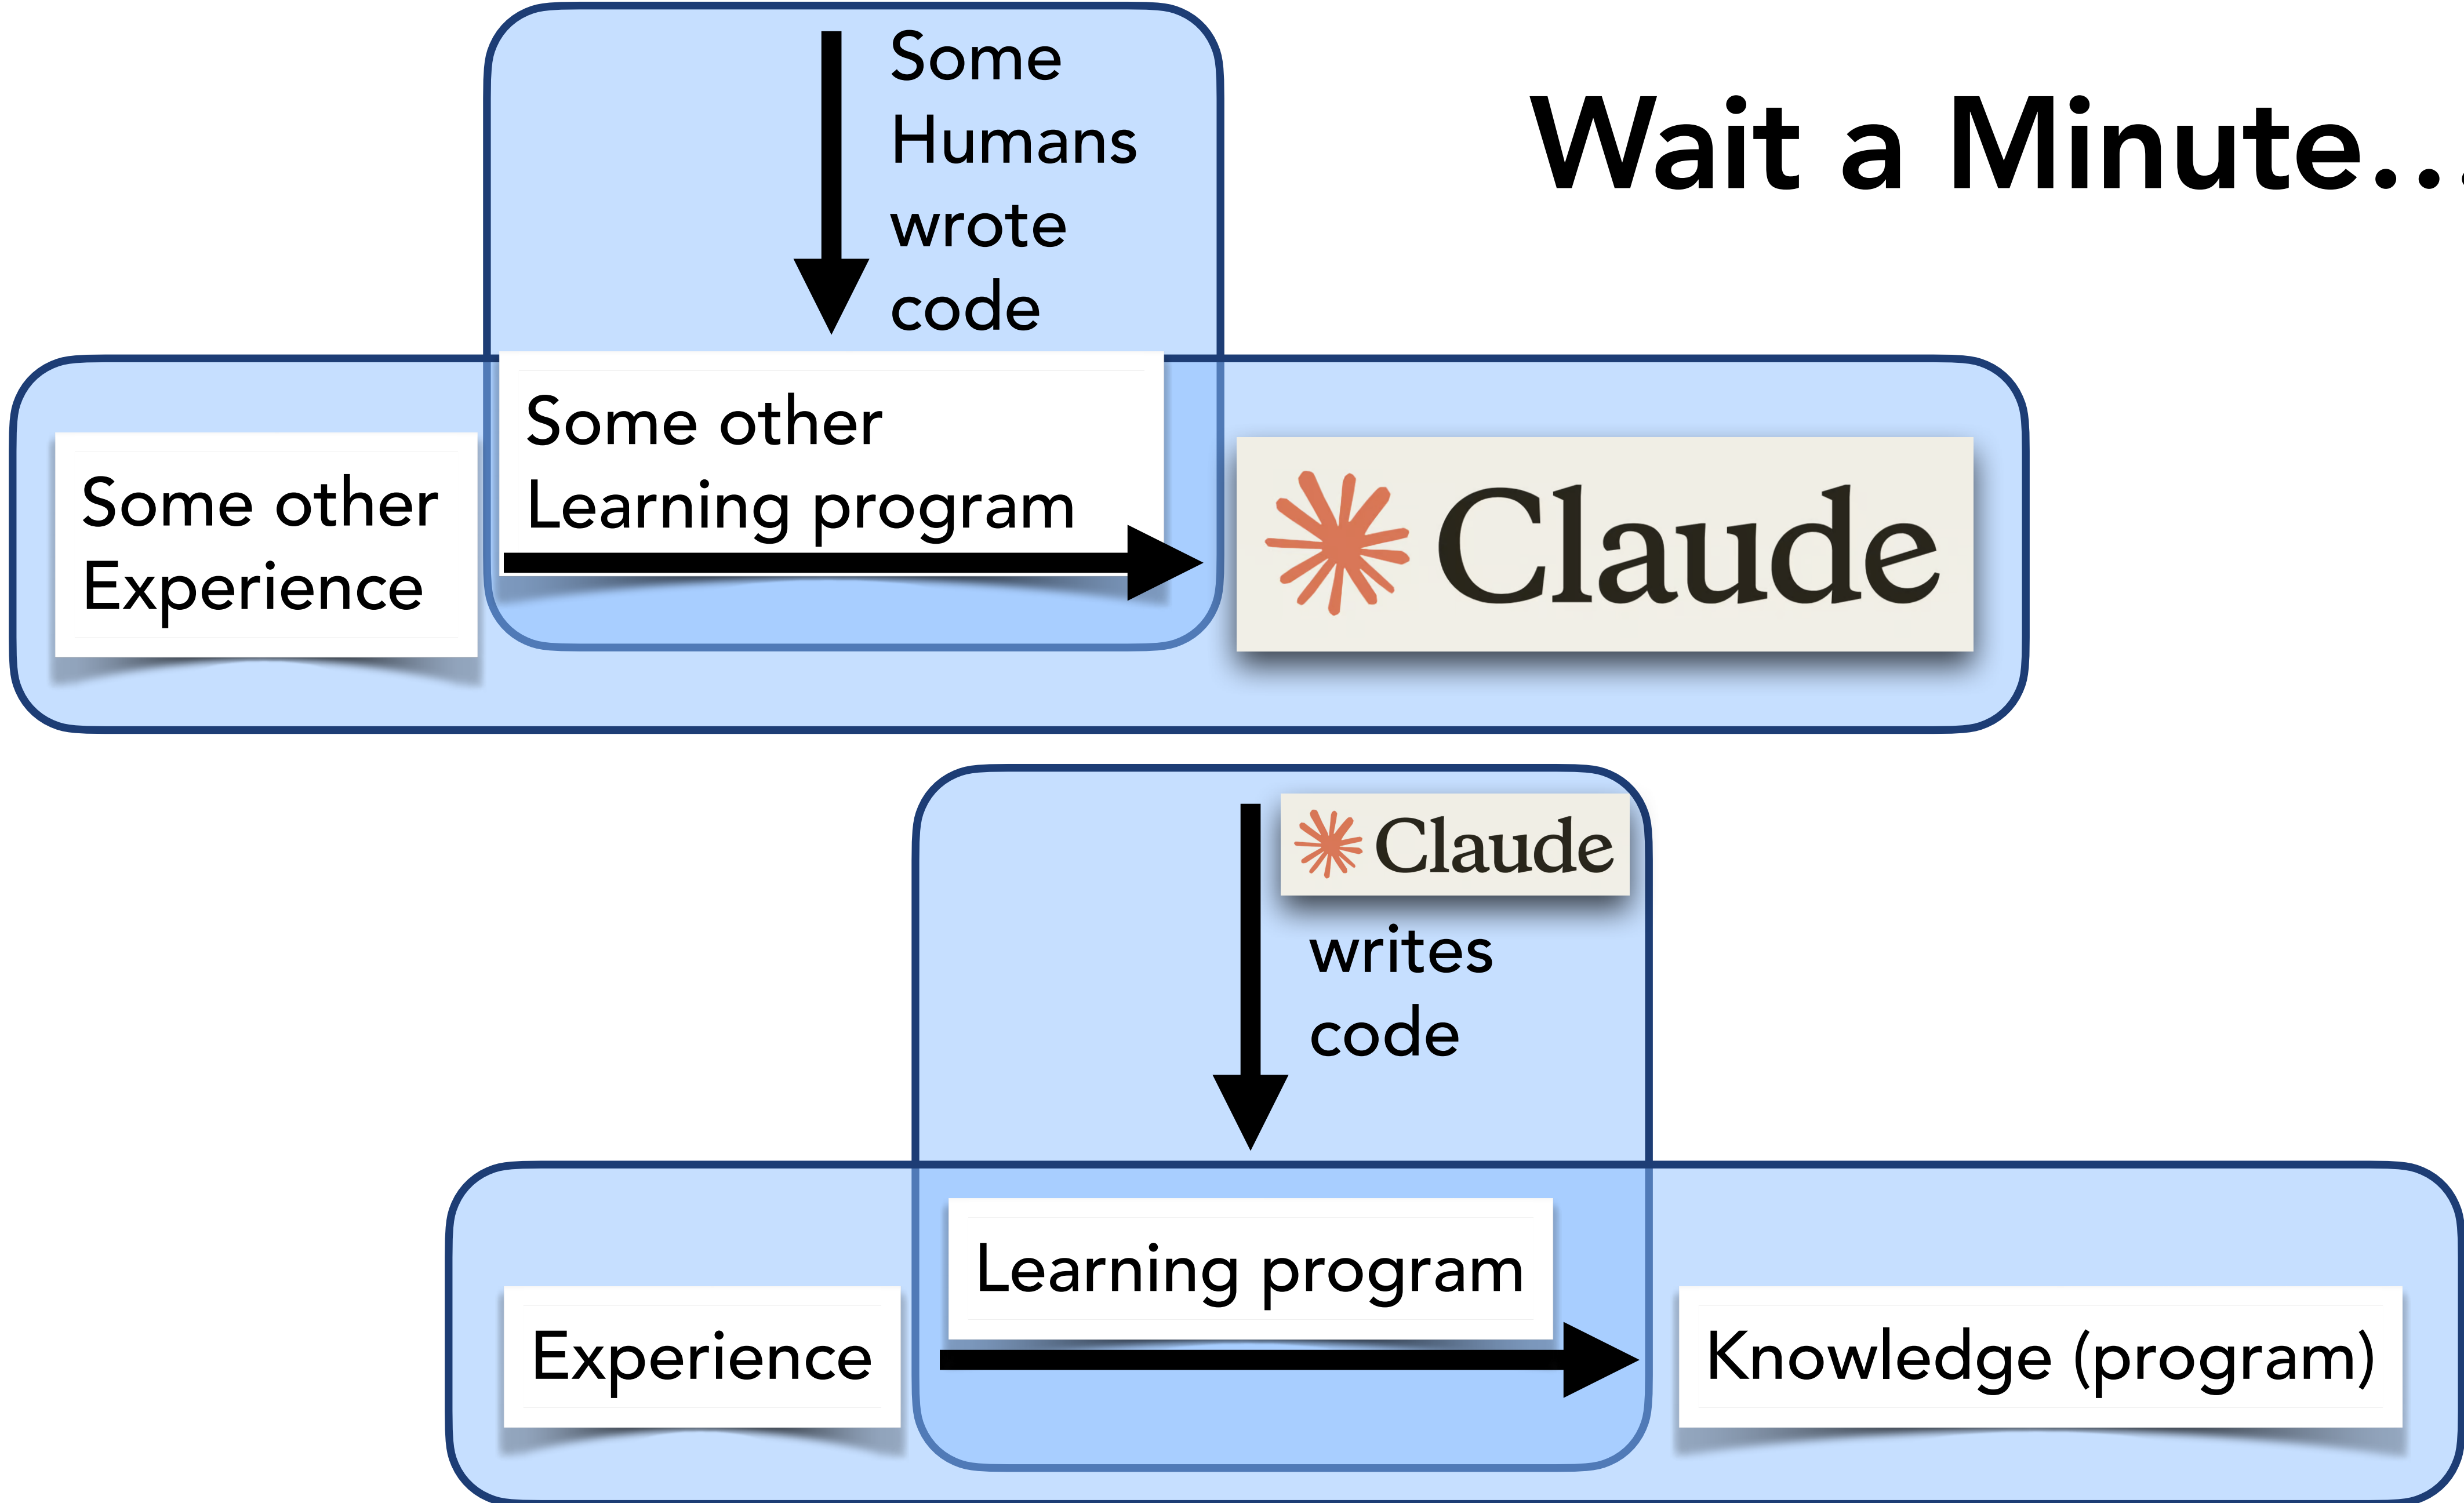 Wait a Minute...
Some
Humans
wrote
code
Some other
Experience
Some other
Learning program
Claude
Claude
writes
code
Experience
Learning program
Knowledge (program)